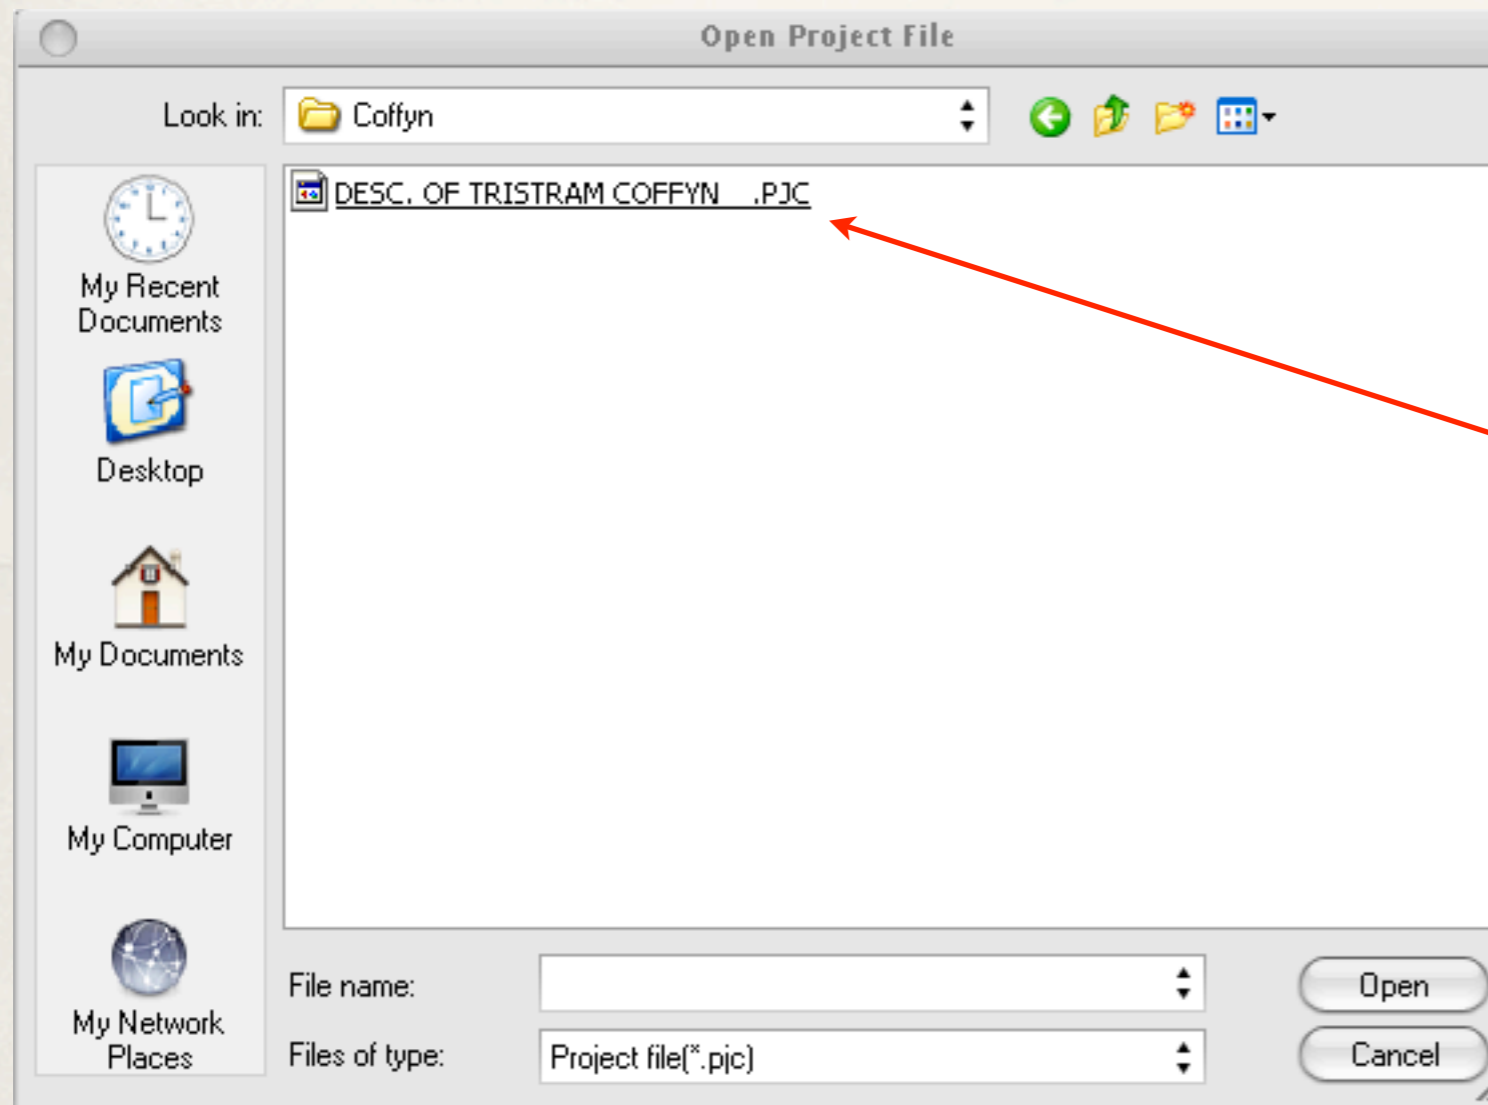 Open Project File
Look in:
Coffyn
DESC. OF TRISTRAM COFFYN .PJC
My Recent
Documents
Desktop
My Documents
My Computer
My Network
Places
File name:
Open
Files of type:
Project file(*.pjc)
Cancel